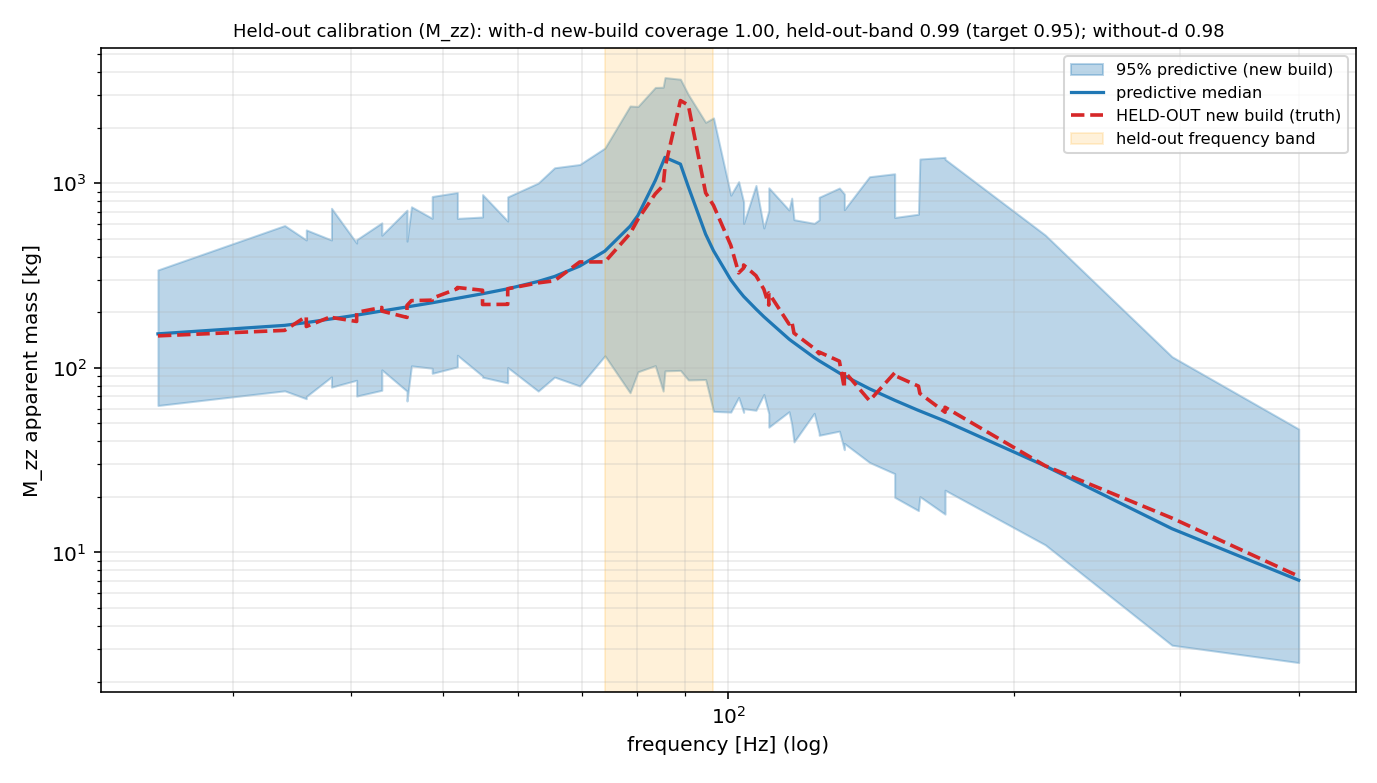 Held-out calibration (M_zz): with-d new-build coverage 1.00, held-out-band 0.99 (target 0.95); without-d 0.98
95% predictive (new build)
predictive median
HELD-OUT new build (truth)
held-out frequency band
M_zz apparent mass [kg]
10³
10²
10¹
10²
frequency [Hz] (log)